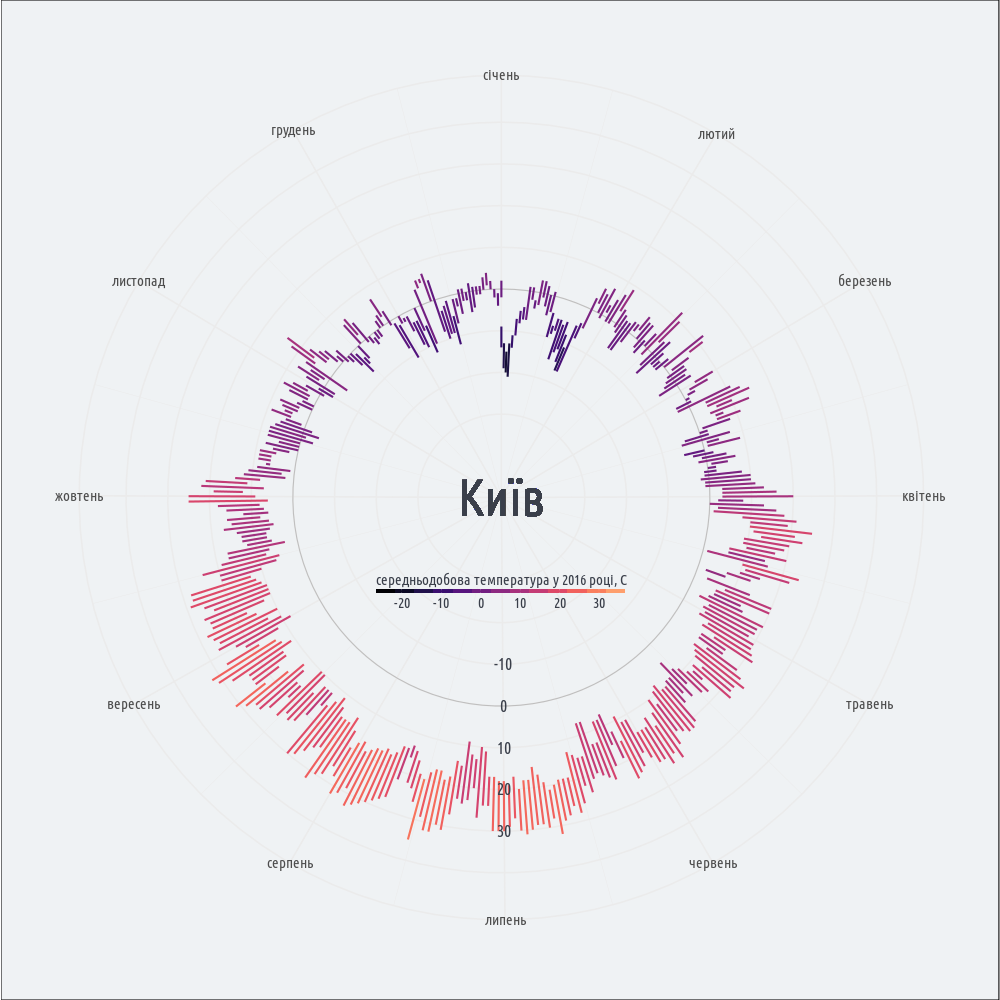 січень
грудень
лютий
листопад
березень
жовтень
Київ
квітень
середньодобова температура у 2016 році, С
-20 -10 0 10 20 30
-10
0
10
20
30
вересень
травень
серпень
червень
липень